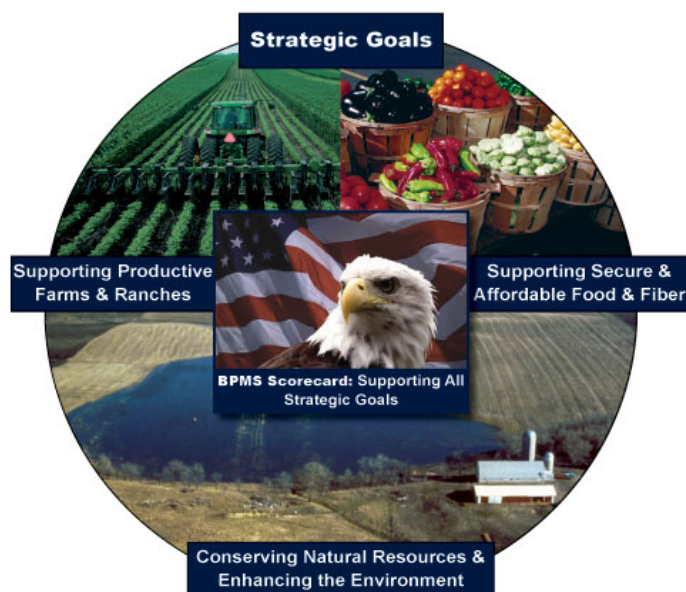 Strategic Goals
Supporting Productive
Farms & Ranches
Supporting Secure &
Affordable Food & Fiber
BPMS Scorecard: Supporting All
Strategic Goals
Conserving Natural Resources &
Enhancing the Environment